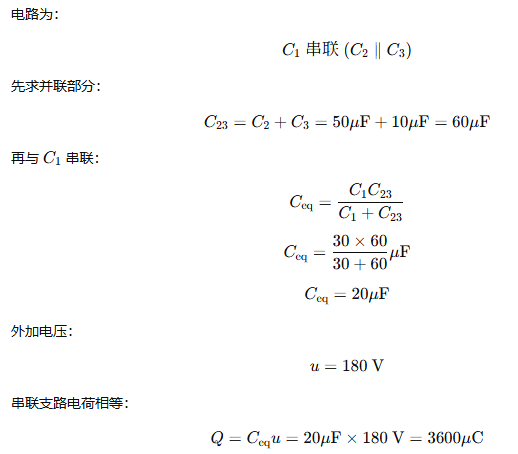 电路为：
C₁ 串联 (C₂ ∥ C₃)
先求并联部分：
C₂₃ = C₂ + C₃ = 50μF + 10μF = 60μF
再与 C₁ 串联：
C_eq = \frac{C₁C₂₃}{C₁ + C₂₃}
C_eq = \frac{30 × 60}{30 + 60} μF
C_eq = 20μF
外加电压：
u = 180 V
串联支路电荷相等：
Q = C_eq u = 20μF × 180 V = 3600μC